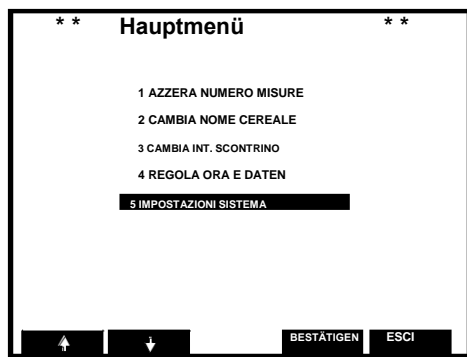 * * Hauptmenü * *
1 AZZERA NUMERO MISURE
2 CAMBIA NOME CEREALE
3 CAMBIA INT. SCONTRINO
4 REGOLA ORA E DATEN
5 IMPOSTAZIONI SISTEMA
BESTÄTIGEN ESCI